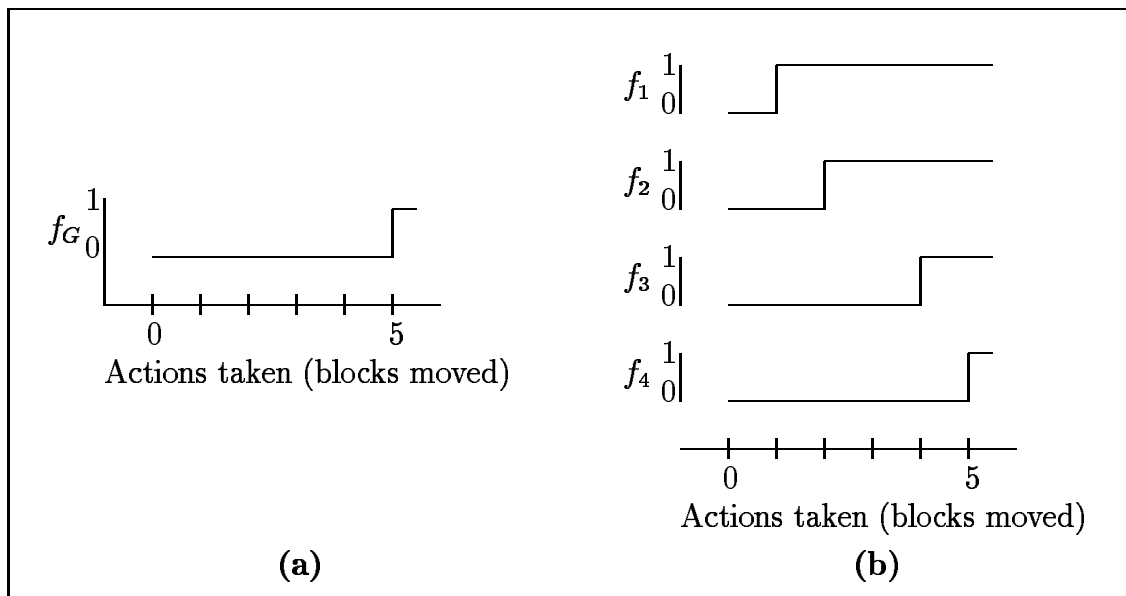 1
f_G
0
0 5
Actions taken (blocks moved)
(a)
1
f_1
0
1
f_2
0
1
f_3
0
1
f_4
0
0 5
Actions taken (blocks moved)
(b)